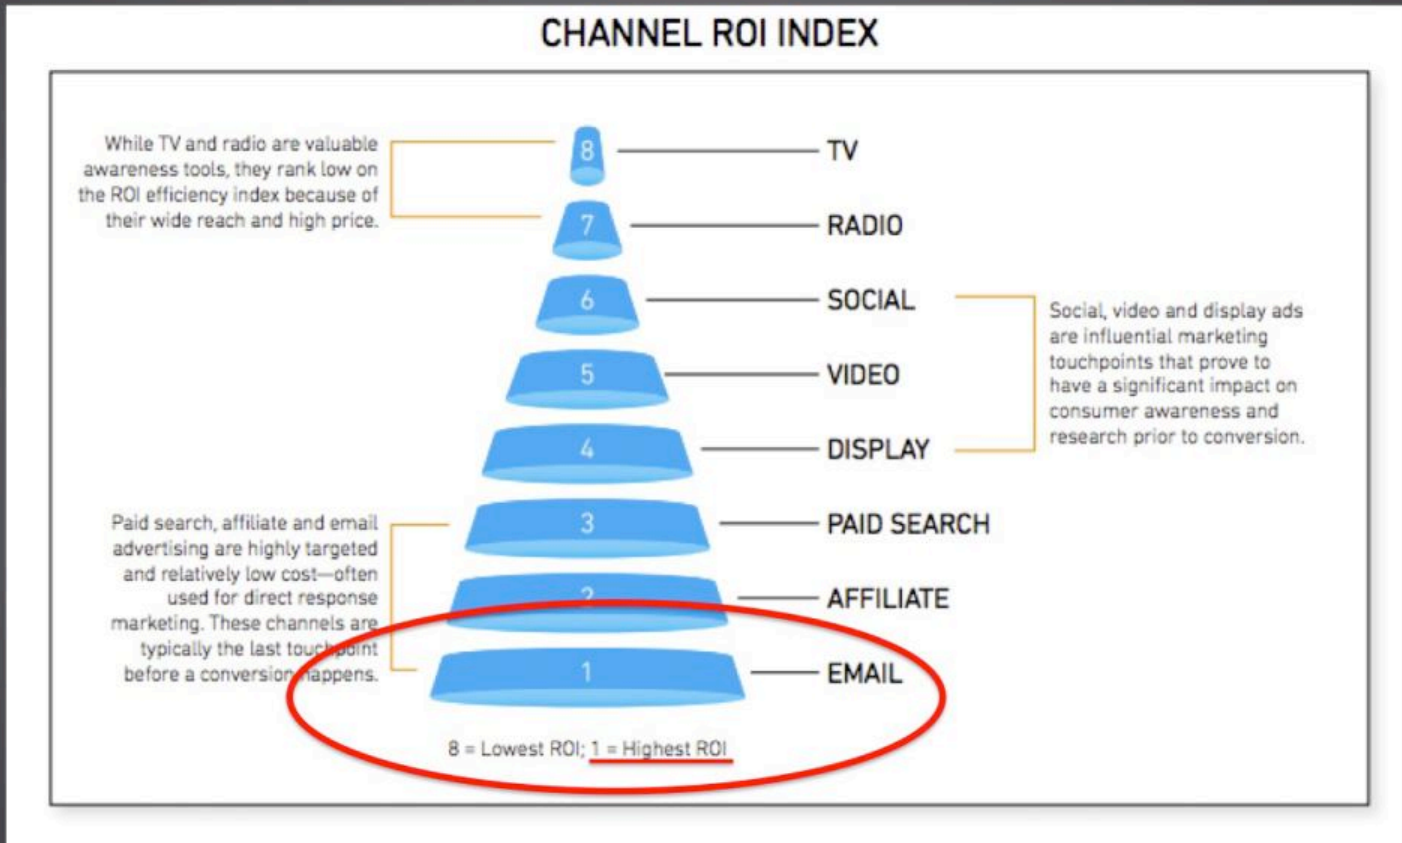 CHANNEL ROI INDEX
While TV and radio are valuable
awareness tools, they rank low on
the ROI efficiency index because of
their wide reach and high price.
8
TV
7
RADIO
6
SOCIAL
5
VIDEO
4
DISPLAY
Social, video and display ads
are influential marketing
touchpoints that prove to
have a significant impact on
consumer awareness and
research prior to conversion.
3
PAID SEARCH
2
AFFILIATE
1
EMAIL
Paid search, affiliate and email
advertising are highly targeted
and relatively low cost—often
used for direct response
marketing. These channels are
typically the last touchpoint
before a conversion happens.
8 = Lowest ROI; 1 = Highest ROI